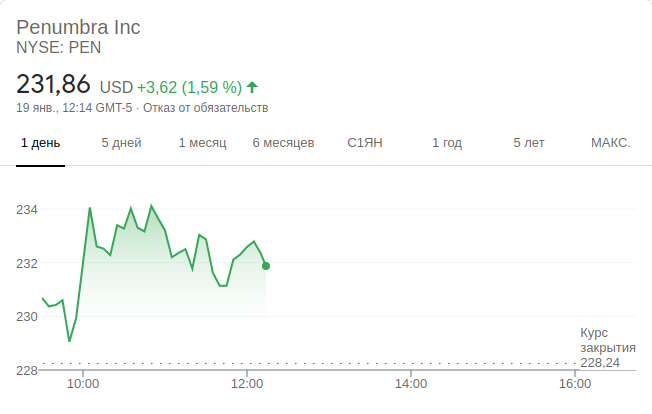 Penumbra Inc
NYSE: PEN
231,86 USD +3,62 (1,59 %)
19 янв., 12:14 GMT-5 · Отказ от обязательств
1 день 5 дней 1 месяц 6 месяцев С1ЯН 1 год 5 лет МАКС.
234
232
230
228
Курс
закрытия
228,24
10:00 12:00 14:00 16:00